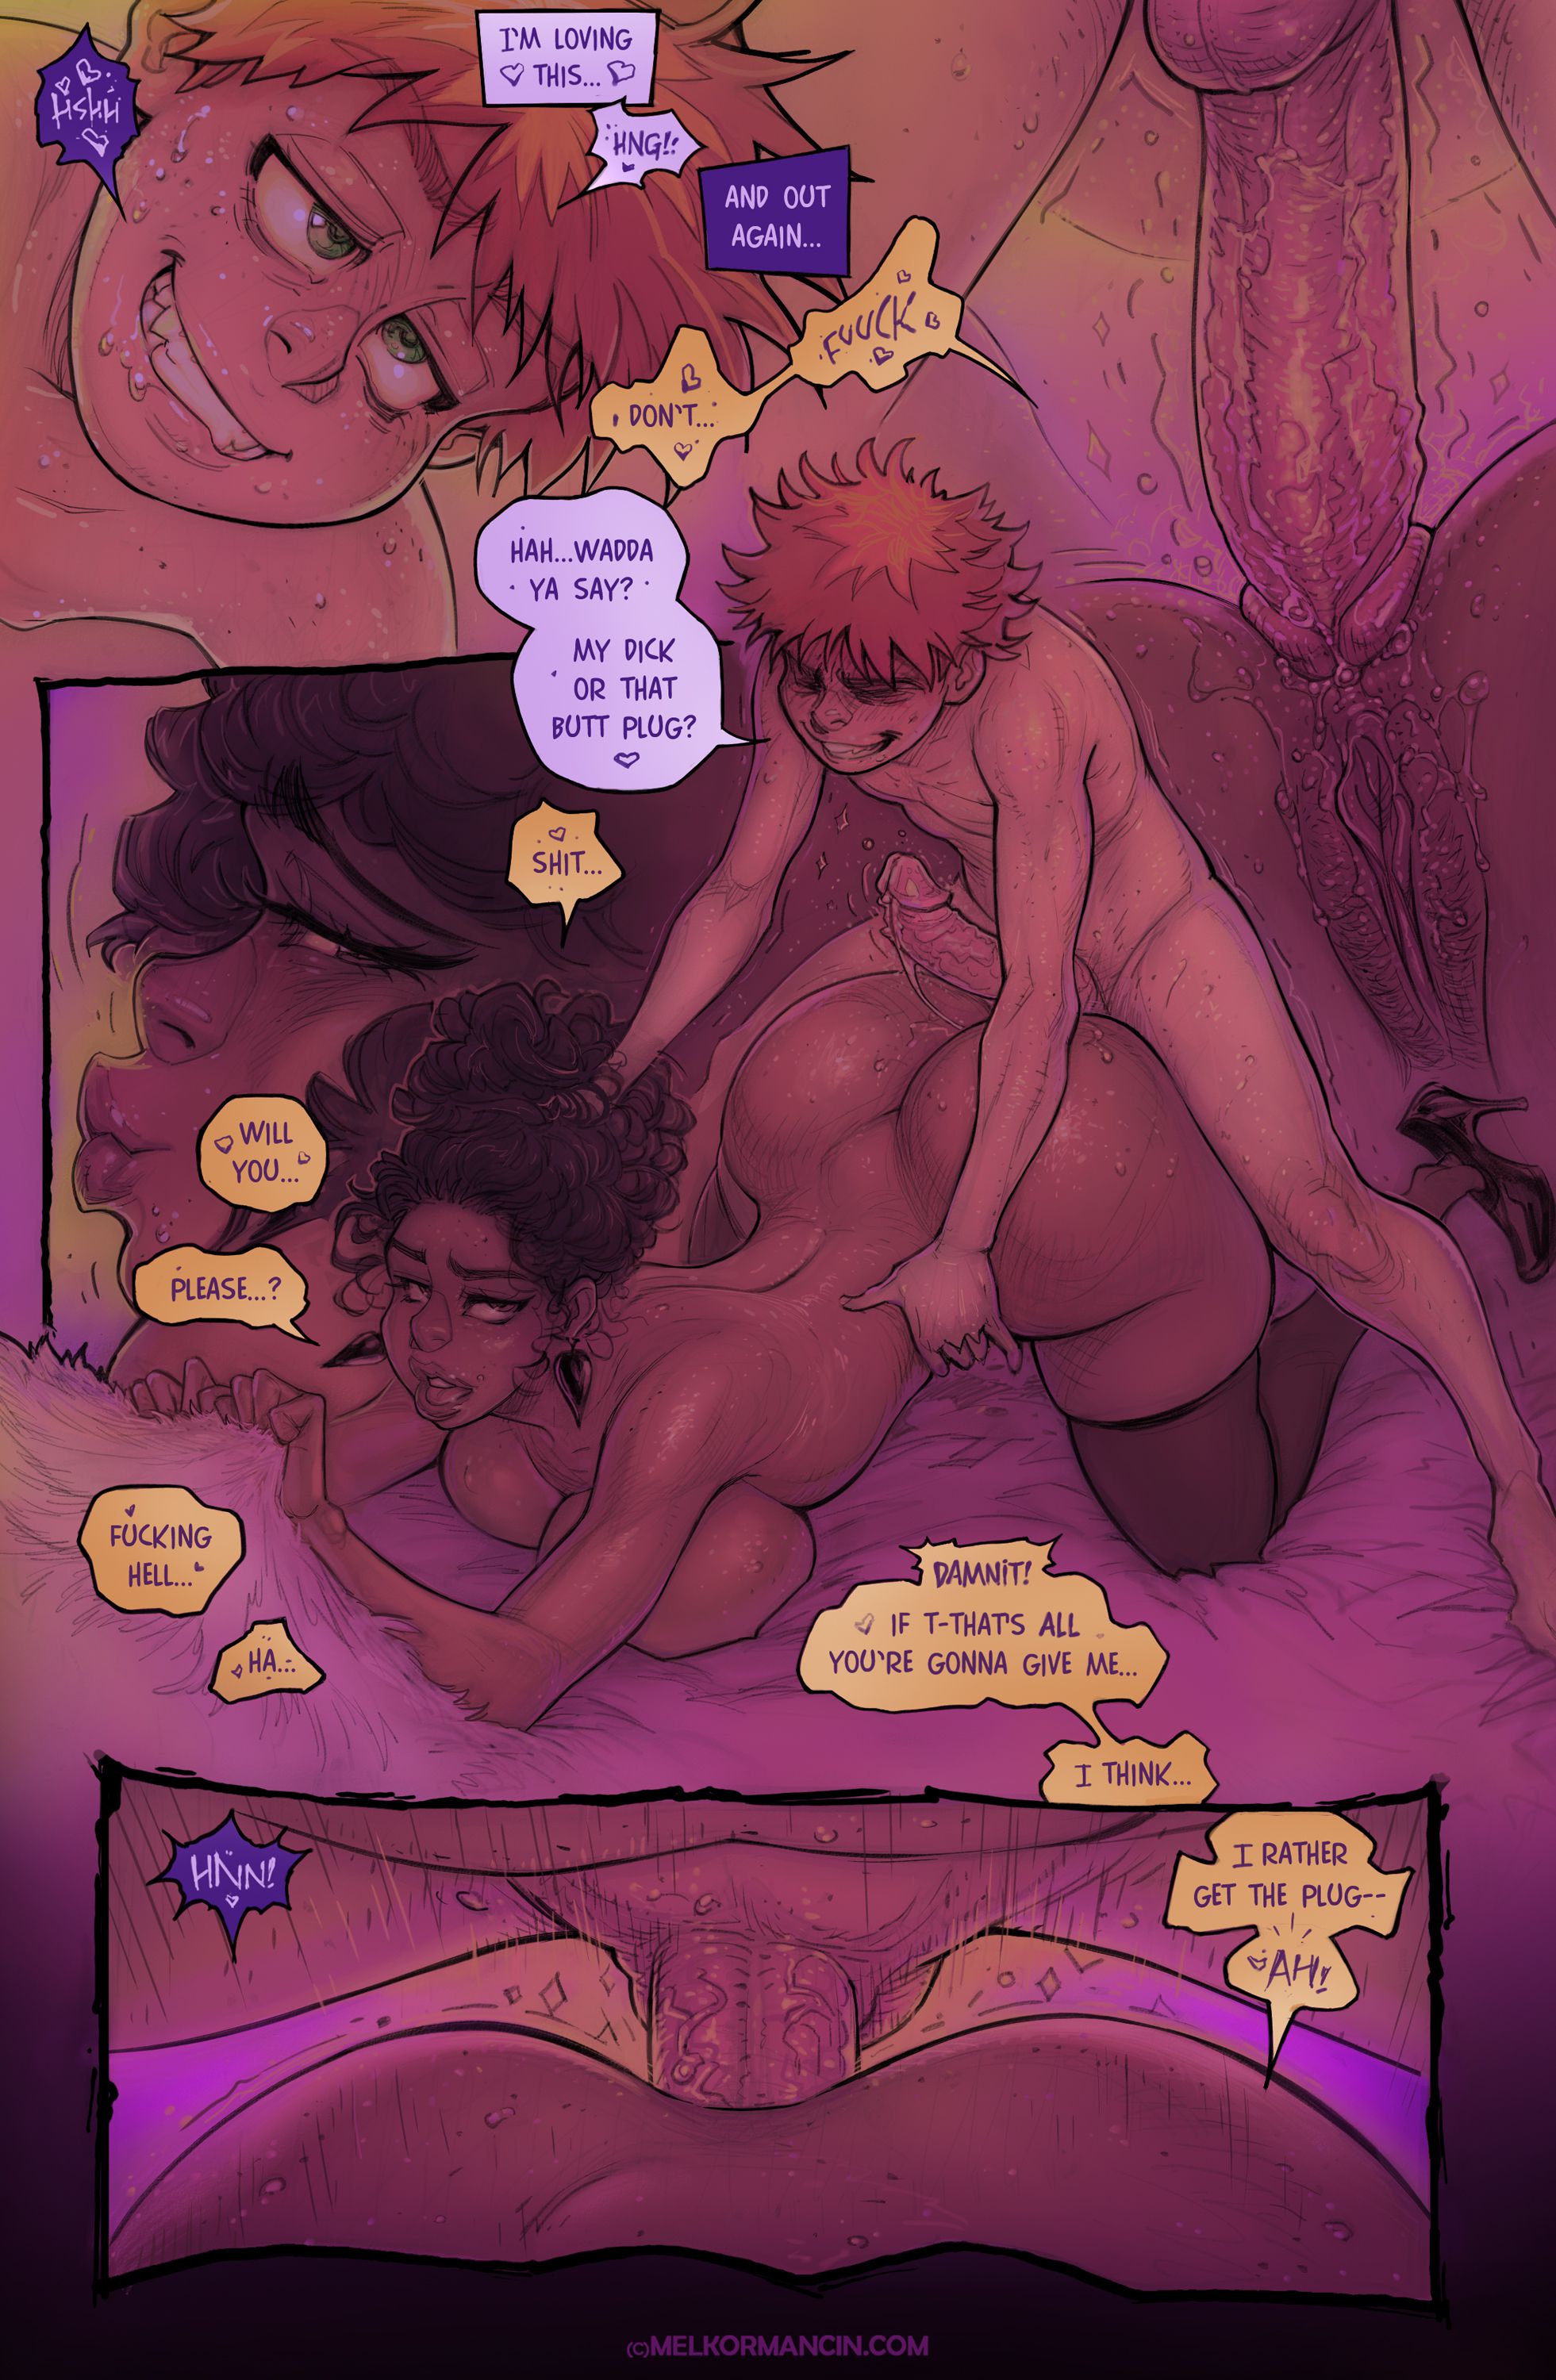 HSHH
I'M LOVING
THIS...
HNG!!
AND OUT
AGAIN...
FUUCK
DON'T...
HAH...WADDA
YA SAY?
MY DICK
OR THAT
BUTT PLUG?
SHIT...
WILL
YOU...
PLEASE...?
FUCKING
HELL...
HA...
DAMNIT!
IF T-THAT'S ALL
YOU'RE GONNA GIVE ME...
I THINK...
HNN!
I RATHER
GET THE PLUG--
AH!
(C)MELKORMANCIN.COM